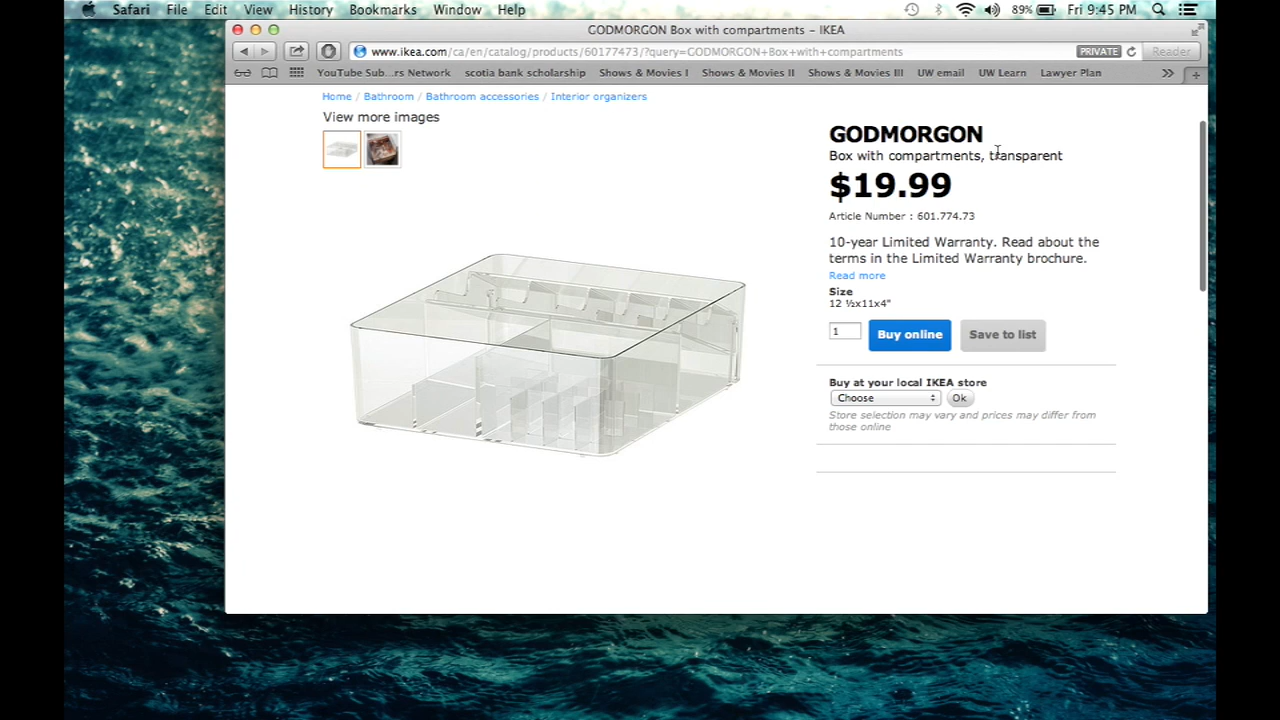 Safari File Edit View History Bookmarks Window Help 89% Fri 9:45 PM
GODMORGON Box with compartments – IKEA
www.ikea.com/ca/en/catalog/products/60177473/?query=GODMORGON+Box+with+compartments PRIVATE Reader
YouTube Sub...rs Network scotia bank scholarship Shows & Movies I Shows & Movies II Shows & Movies III UW email UW Learn Lawyer Plan
Home / Bathroom / Bathroom accessories / Interior organizers
View more images
GODMORGON
Box with compartments, transparent
$19.99
Article Number : 601.774.73
10-year Limited Warranty. Read about the
terms in the Limited Warranty brochure.
Read more
Size
12 ½x11x4"
1 Buy online Save to list
Buy at your local IKEA store
Choose Ok
Store selection may vary and prices may differ from
those online